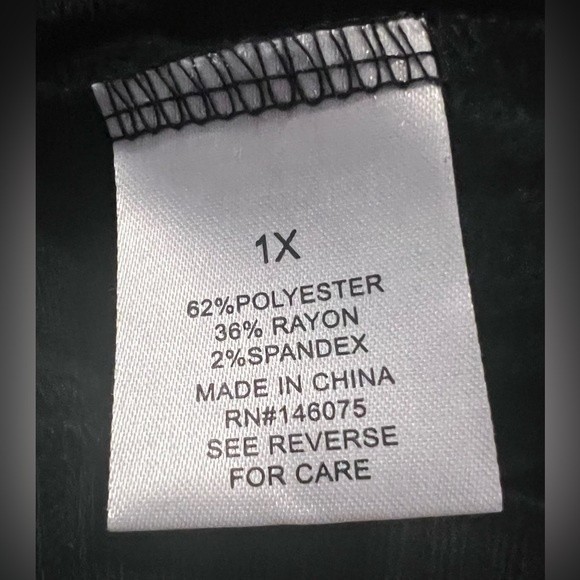 1X
62%POLYESTER
36% RAYON
2%SPANDEX
MADE IN CHINA
RN#146075
SEE REVERSE
FOR CARE